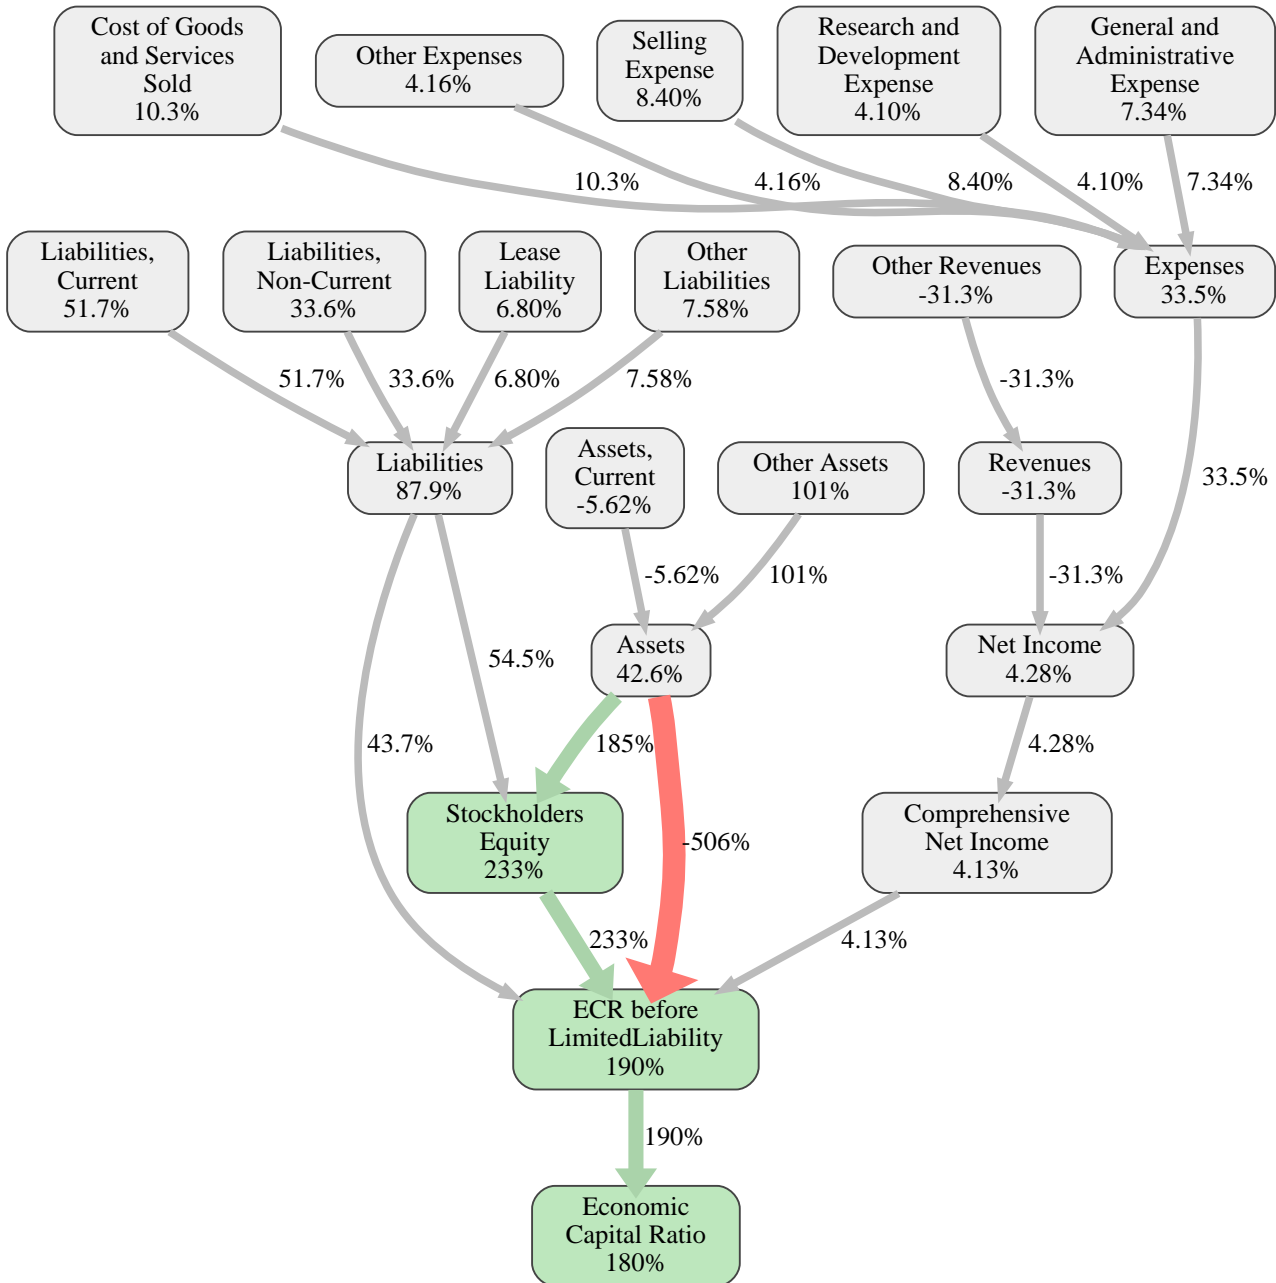 Cost of Goods
and Services
Sold
10.3%
Other Expenses
4.16%
Selling
Expense
8.40%
Research and
Development
Expense
4.10%
General and
Administrative
Expense
7.34%
10.3%
4.16%
8.40%
4.10%
7.34%
Liabilities,
Current
51.7%
Liabilities,
Non-Current
33.6%
Lease
Liability
6.80%
Other
Liabilities
7.58%
Other Revenues
-31.3%
Expenses
33.5%
51.7%
33.6%
6.80%
7.58%
-31.3%
Liabilities
87.9%
Assets,
Current
-5.62%
Other Assets
101%
Revenues
-31.3%
33.5%
-5.62%
101%
-31.3%
54.5%
Assets
42.6%
Net Income
4.28%
43.7%
185%
4.28%
Stockholders
Equity
233%
-506%
Comprehensive
Net Income
4.13%
233%
4.13%
ECR before
LimitedLiability
190%
190%
Economic
Capital Ratio
180%